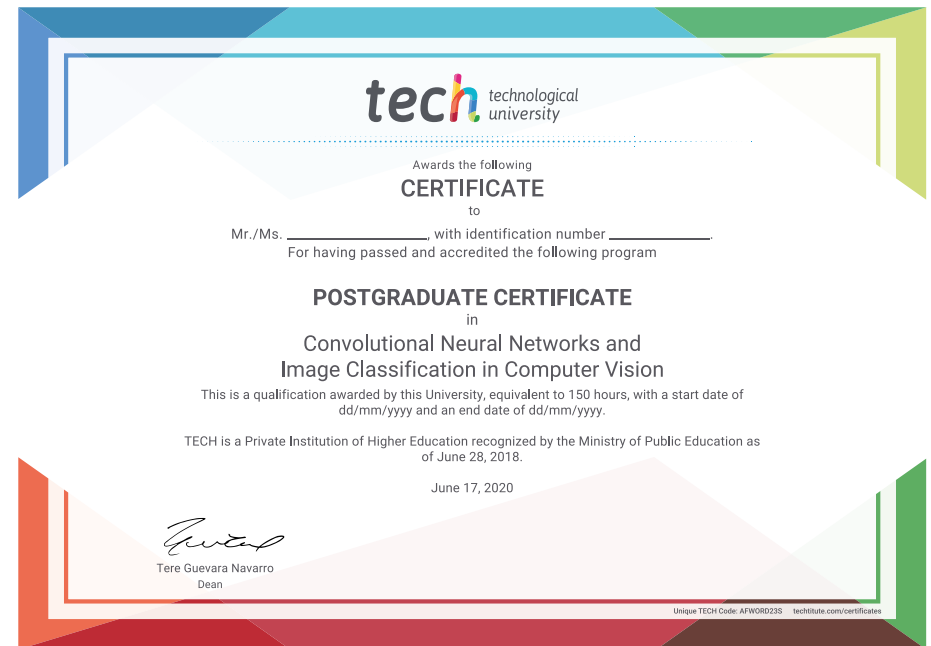 tech technological
university
Awards the following
CERTIFICATE
to
Mr./Ms. ____________________, with identification number ______________.
For having passed and accredited the following program
POSTGRADUATE CERTIFICATE
in
Convolutional Neural Networks and
Image Classification in Computer Vision
This is a qualification awarded by this University, equivalent to 150 hours, with a start date of
dd/mm/yyyy and an end date of dd/mm/yyyy.
TECH is a Private Institution of Higher Education recognized by the Ministry of Public Education as
of June 28, 2018.
June 17, 2020
Tere Guevara Navarro
Dean
Unique TECH Code: AFWORD23S techtitute.com/certificates